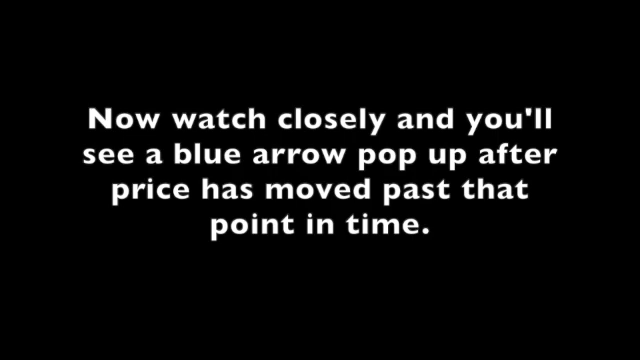 Now watch closely and you'll
see a blue arrow pop up after
price has moved past that
point in time.